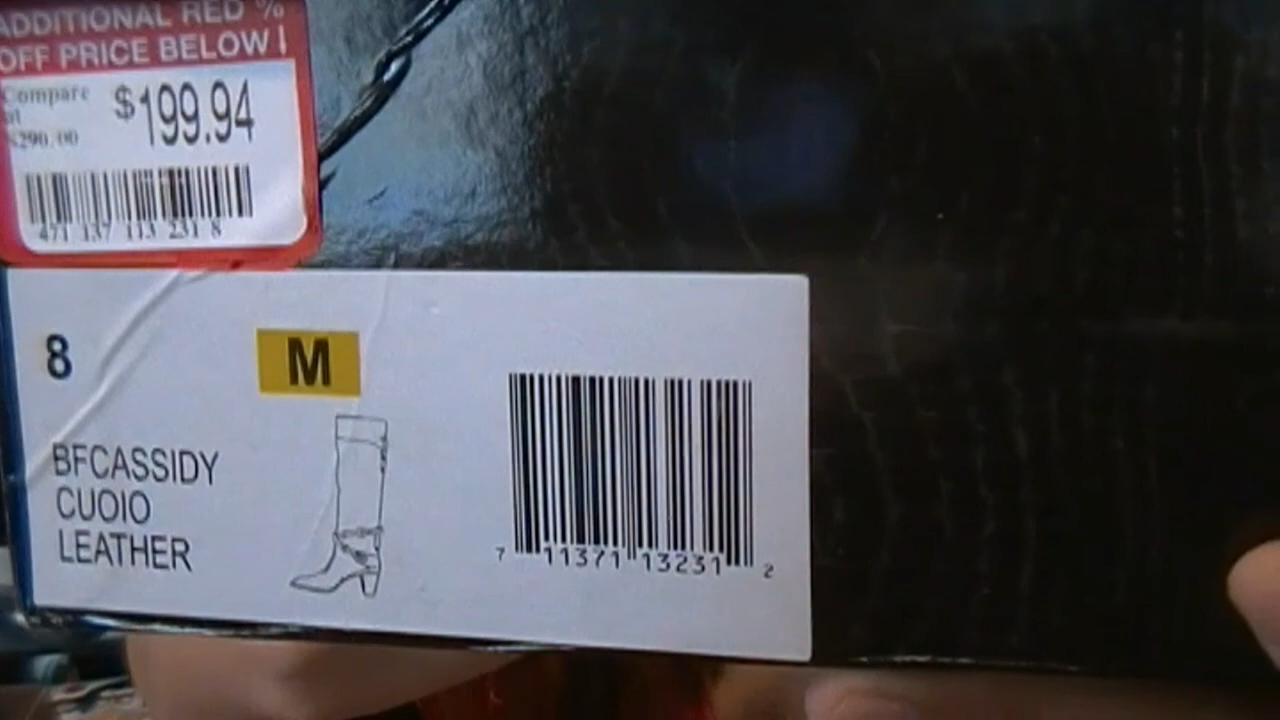 ADDITIONAL RED %
OFF PRICE BELOW
Compare
at
$290.00
$199.94
471 137 113 231 8
8
M
BFCASSIDY
CUOIO
LEATHER
7 11371 13231 2